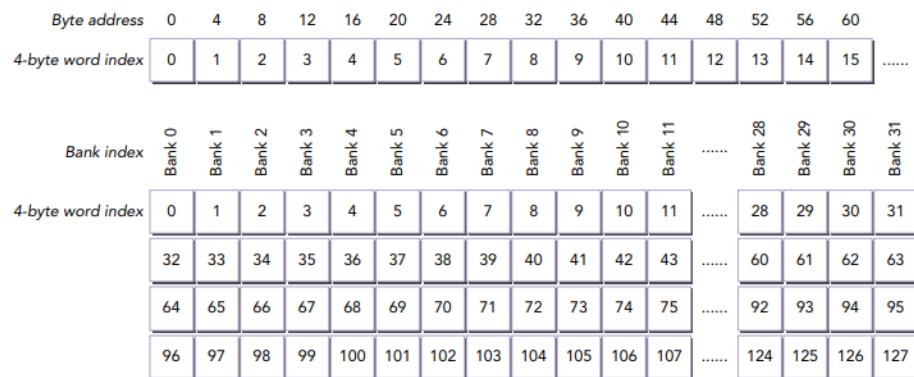 Byte address 0 4 8 12 16 20 24 28 32 36 40 44 48 52 56 60
4-byte word index 0 1 2 3 4 5 6 7 8 9 10 11 12 13 14 15 ......
Bank index Bank 0 Bank 1 Bank 2 Bank 3 Bank 4 Bank 5 Bank 6 Bank 7 Bank 8 Bank 9 Bank 10 Bank 11 ...... Bank 28 Bank 29 Bank 30 Bank 31
4-byte word index 0 1 2 3 4 5 6 7 8 9 10 11 ...... 28 29 30 31
32 33 34 35 36 37 38 39 40 41 42 43 ...... 60 61 62 63
64 65 66 67 68 69 70 71 72 73 74 75 ...... 92 93 94 95
96 97 98 99 100 101 102 103 104 105 106 107 ...... 124 125 126 127